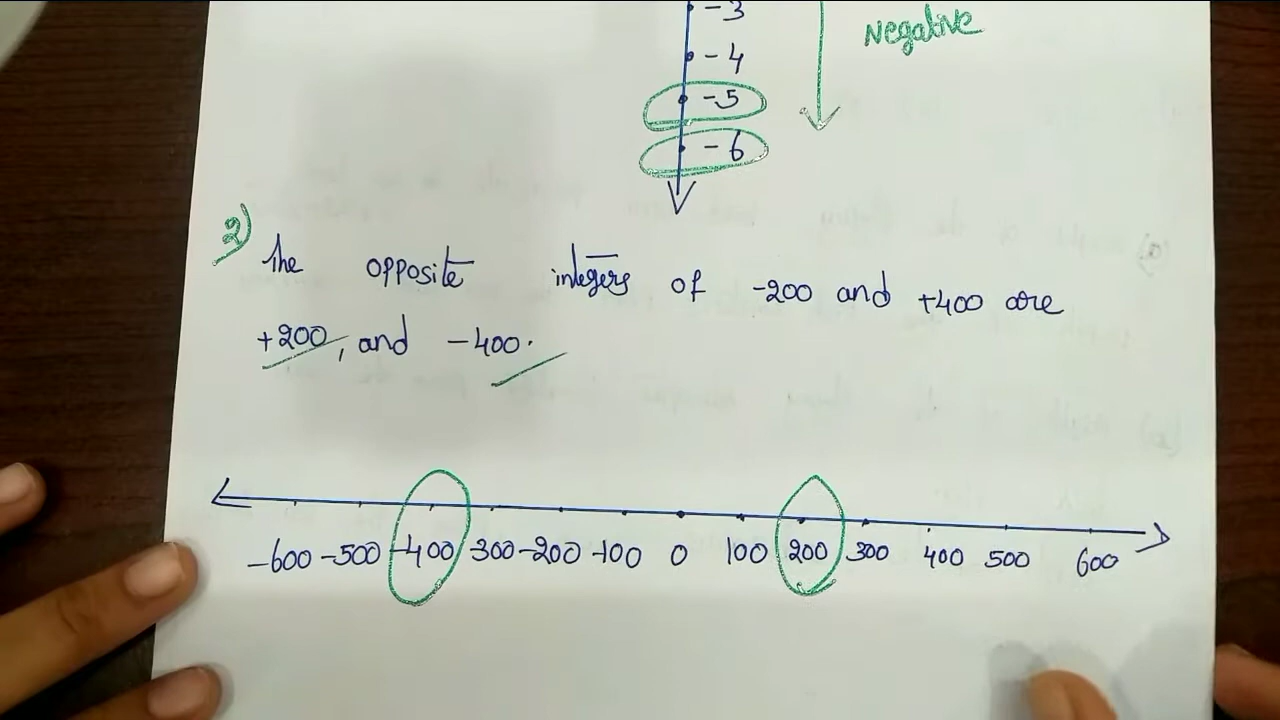 -3
Negative
-4
-5
-6
2)
The opposite integers of -200 and +400 are
+200, and -400.
-600 -500 -400 -300 -200 -100 0 100 200 300 400 500 600